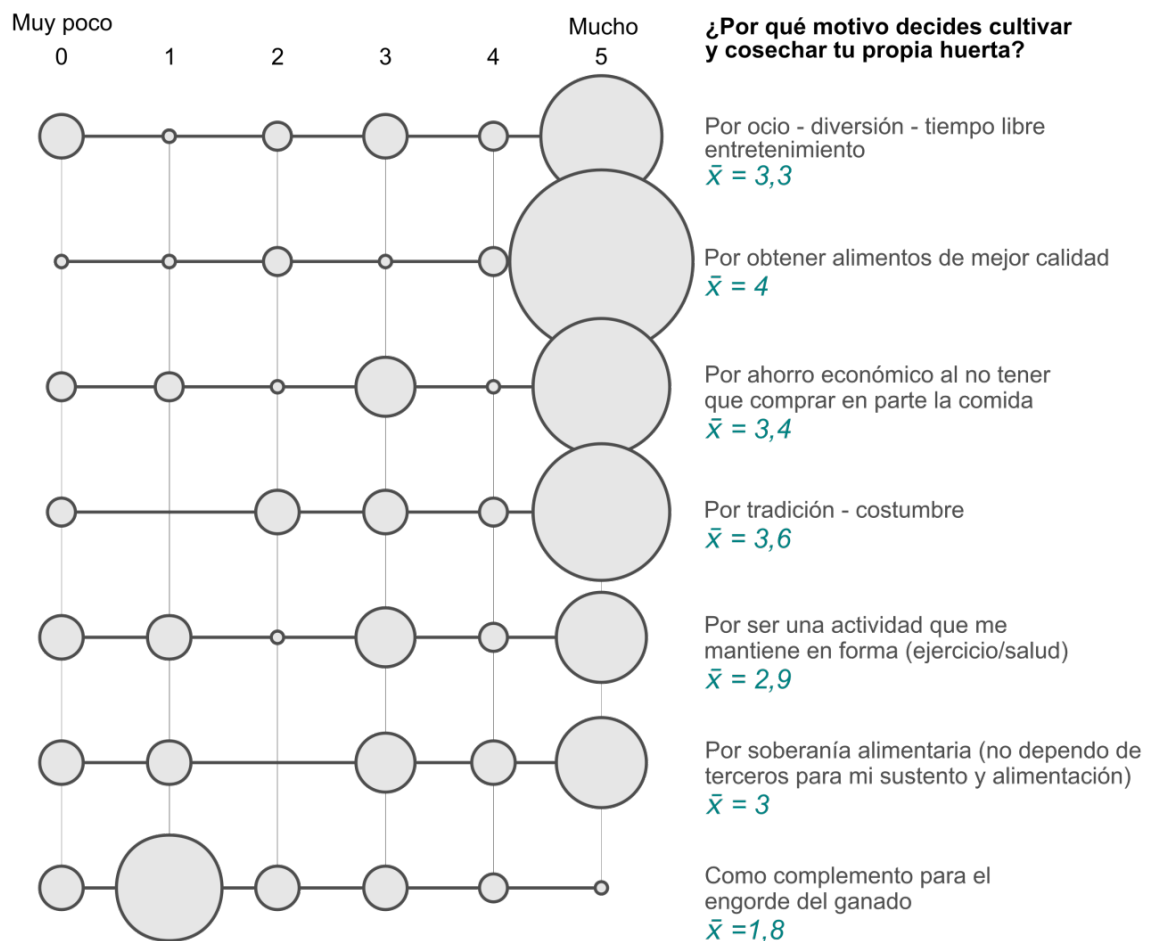 Muy poco
Mucho
0 1 2 3 4 5
¿Por qué motivo decides cultivar
y cosechar tu propia huerta?
Por ocio - diversión - tiempo libre
entretenimiento
x̄ = 3,3
Por obtener alimentos de mejor calidad
x̄ = 4
Por ahorro económico al no tener
que comprar en parte la comida
x̄ = 3,4
Por tradición - costumbre
x̄ = 3,6
Por ser una actividad que me
mantiene en forma (ejercicio/salud)
x̄ = 2,9
Por soberanía alimentaria (no dependo de
terceros para mi sustento y alimentación)
x̄ = 3
Como complemento para el
engorde del ganado
x̄ =1,8